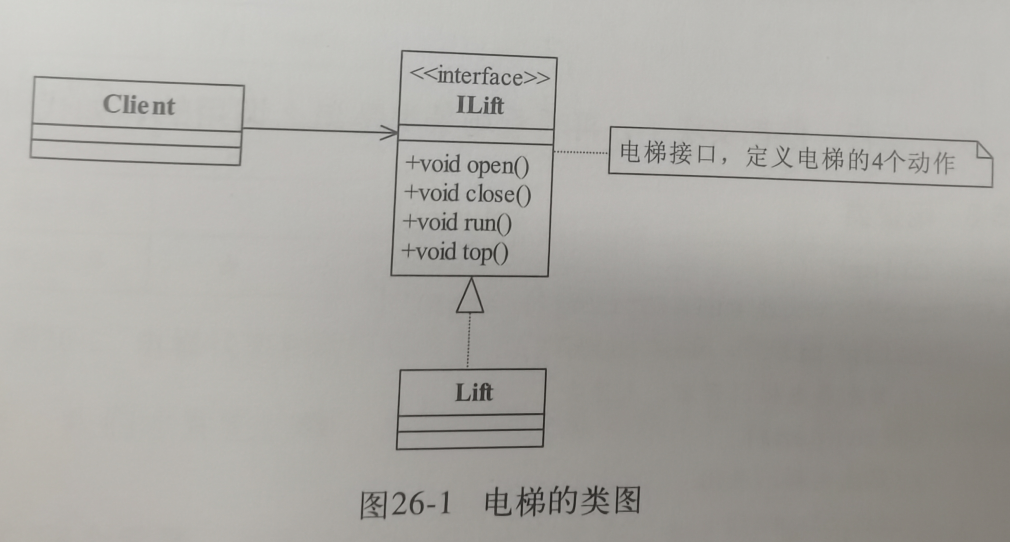 Client
<<interface>>
ILift
+void open()
+void close()
+void run()
+void top()
电梯接口，定义电梯的4个动作
Lift
图26-1 电梯的类图